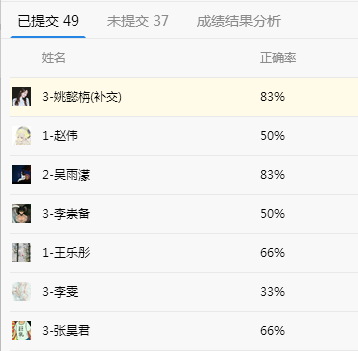 已提交 49 未提交 37 成绩结果分析
姓名 正确率
3-姚懿枬(补交) 83%
1-赵伟 50%
2-吴雨濛 83%
3-李崇备 50%
1-王乐彤 66%
3-李雯 33%
3-张昊君 66%